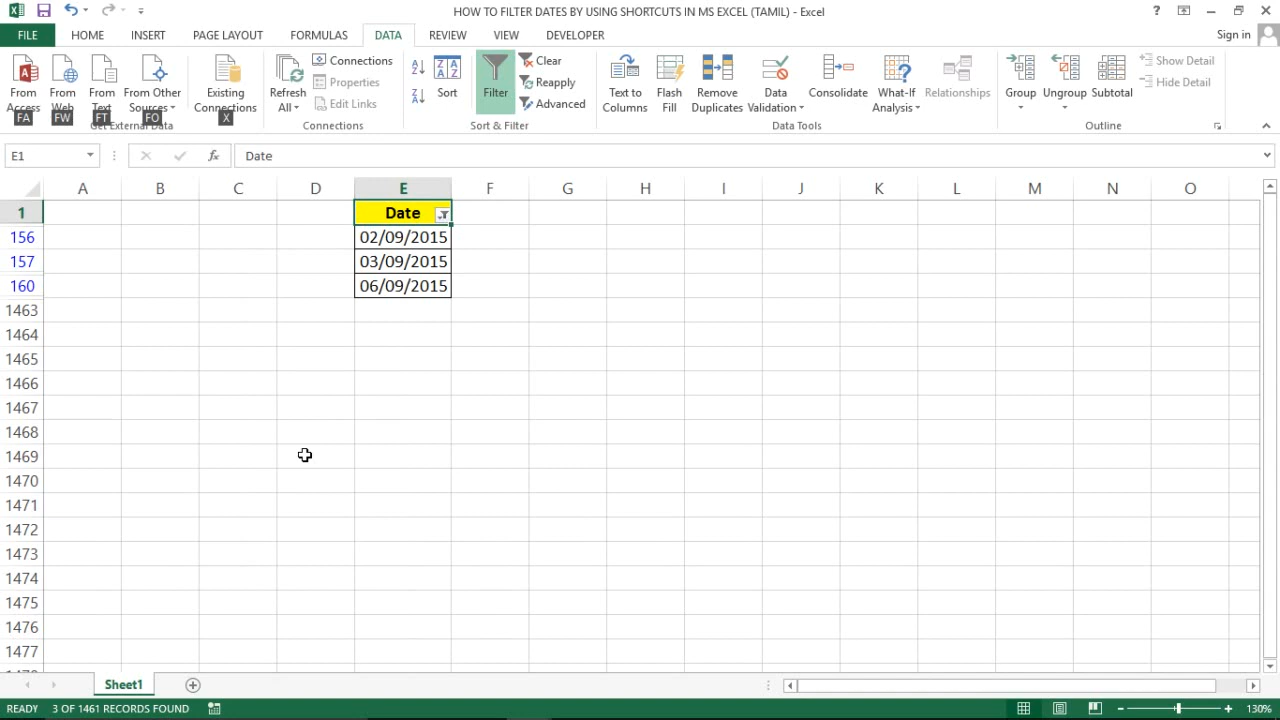 HOW TO FILTER DATES BY USING SHORTCUTS IN MS EXCEL (TAMIL) - Excel
FILE HOME INSERT PAGE LAYOUT FORMULAS DATA REVIEW VIEW DEVELOPER Sign in
From Access From Web From Text From Other Sources Existing Connections Refresh All Connections Properties Edit Links Sort Filter Clear Reapply Advanced Text to Columns Flash Fill Remove Duplicates Data Validation Consolidate What-If Analysis Relationships Group Ungroup Subtotal Show Detail Hide Detail
FA FW FT FO X
Get External Data Connections Sort & Filter Data Tools Outline
E1 fx Date
A B C D E F G H I J K L M N O
1 Date
156 02/09/2015
157 03/09/2015
160 06/09/2015
1463
1464
1465
1466
1467
1468
1469
1470
1471
1472
1473
1474
1475
1476
1477
Sheet1
READY 3 OF 1461 RECORDS FOUND 130%